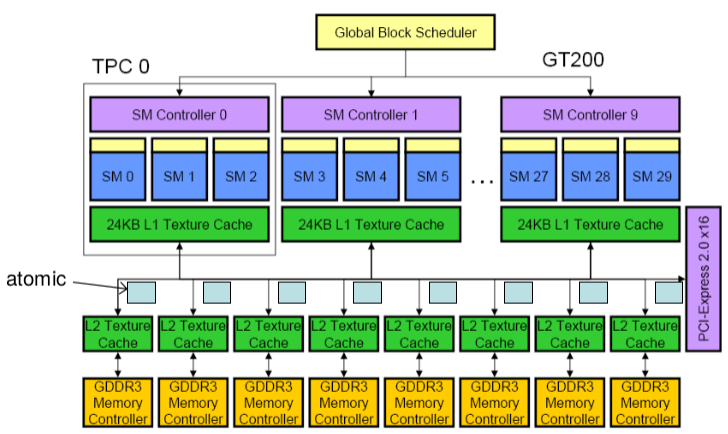 Global Block Scheduler
TPC 0
GT200
SM Controller 0
SM Controller 1
SM Controller 9
SM 0
SM 1
SM 2
SM 3
SM 4
SM 5
...
SM 27
SM 28
SM 29
24KB L1 Texture Cache
24KB L1 Texture Cache
24KB L1 Texture Cache
PCI-Express 2.0 x16
atomic
L2 Texture
Cache
L2 Texture
Cache
L2 Texture
Cache
L2 Texture
Cache
L2 Texture
Cache
L2 Texture
Cache
L2 Texture
Cache
L2 Texture
Cache
GDDR3
Memory
Controller
GDDR3
Memory
Controller
GDDR3
Memory
Controller
GDDR3
Memory
Controller
GDDR3
Memory
Controller
GDDR3
Memory
Controller
GDDR3
Memory
Controller
GDDR3
Memory
Controller